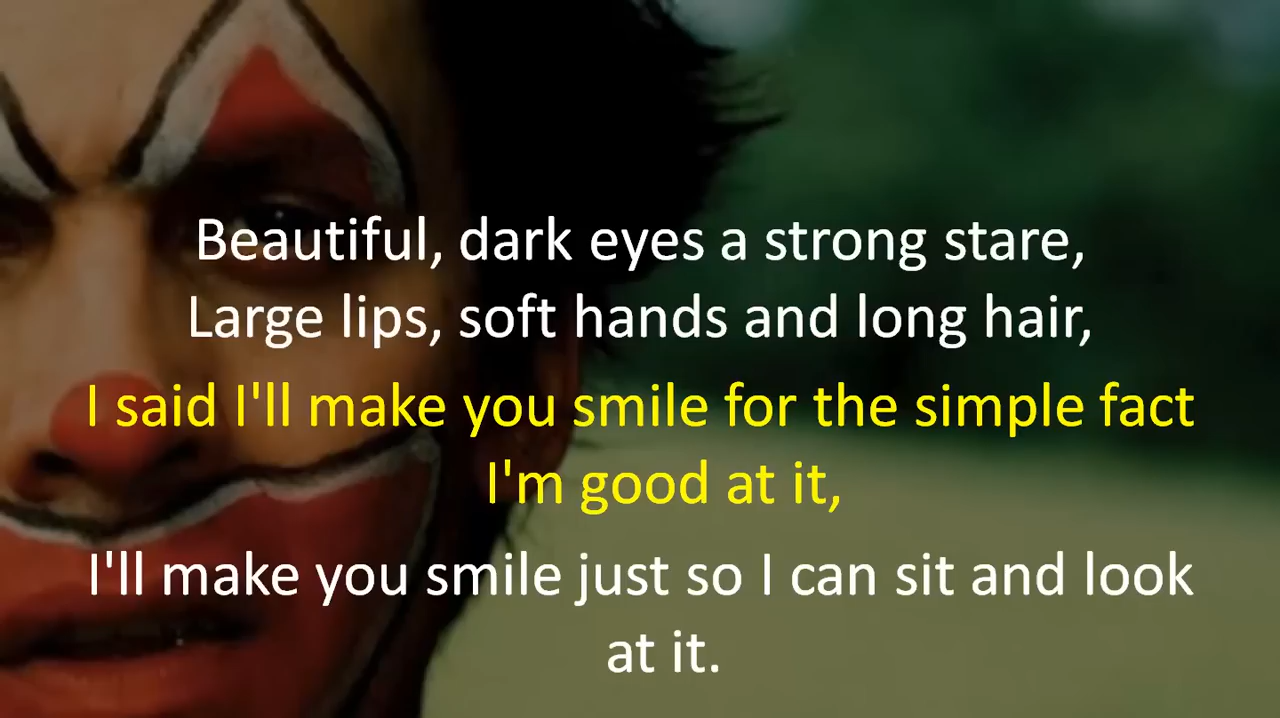 Beautiful, dark eyes a strong stare,
Large lips, soft hands and long hair,
I said I'll make you smile for the simple fact
I'm good at it,
I'll make you smile just so I can sit and look
at it.